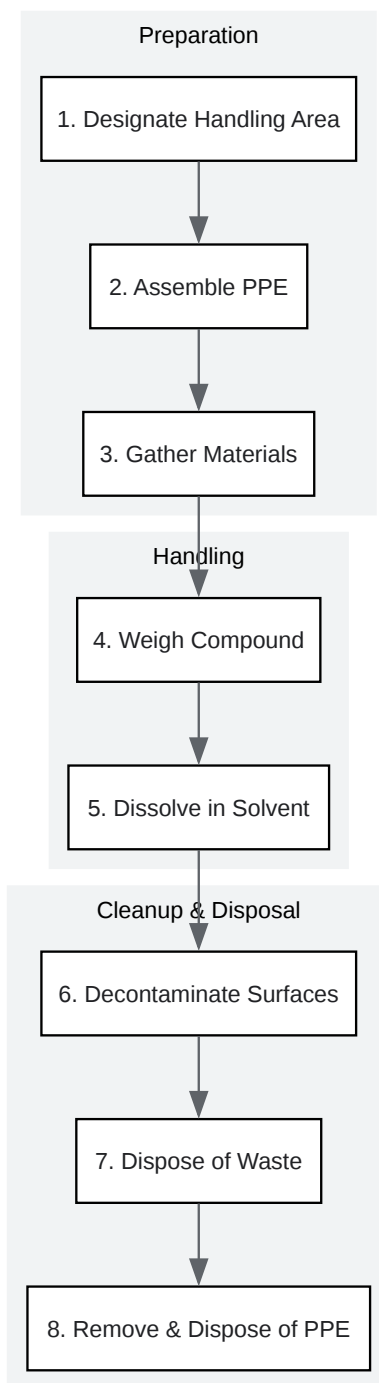 Preparation
1. Designate Handling Area
2. Assemble PPE
3. Gather Materials
Handling
4. Weigh Compound
5. Dissolve in Solvent
Cleanup & Disposal
6. Decontaminate Surfaces
7. Dispose of Waste
8. Remove & Dispose of PPE